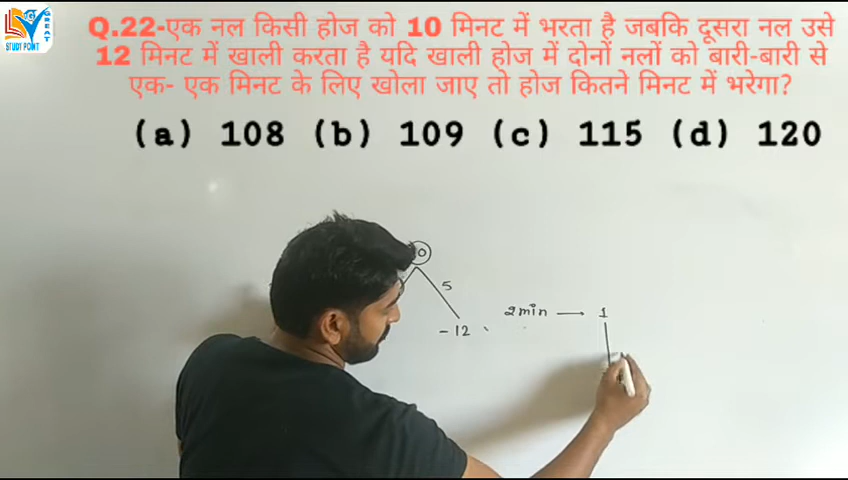 GREAT
STUDY POINT
Q.22-एक नल किसी होज को 10 मिनट में भरता है जबकि दूसरा नल उसे
12 मिनट में खाली करता है यदि खाली होज में दोनों नलों को बारी-बारी से
एक- एक मिनट के लिए खोला जाए तो होज कितने मिनट में भरेगा?
(a) 108 (b) 109 (c) 115 (d) 120
5
2min → 1
-12